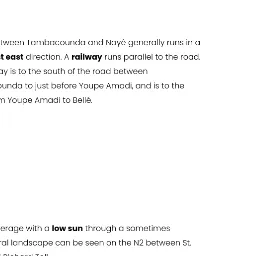 tween Tambacounda and Nayé generally runs in a
t east direction. A railway runs parallel to the road.
ay is to the south of the road between
ounda to just before Youpe Amadi, and is to the
m Youpe Amadi to Bellé.
erage with a low sun through a sometimes
ral landscape can be seen on the N2 between St.